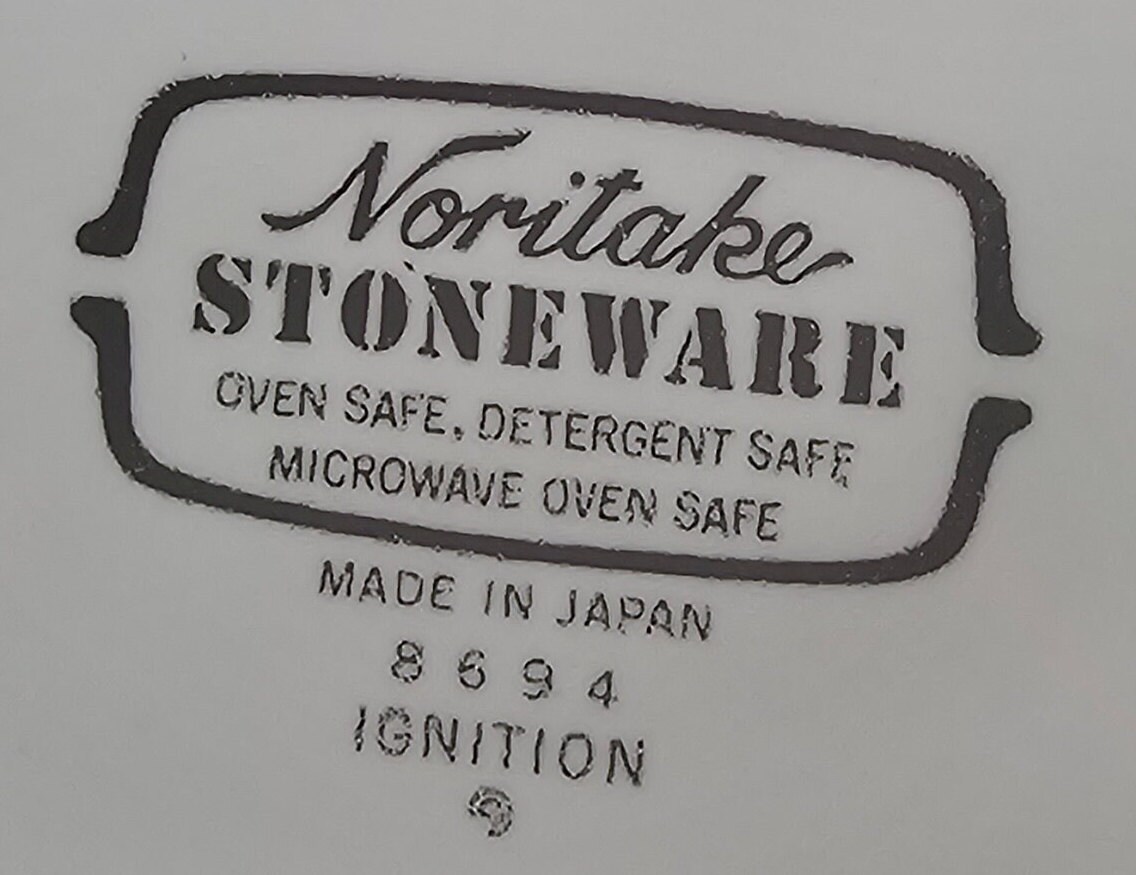 Noritake
STONEWARE
OVEN SAFE, DETERGENT SAFE
MICROWAVE OVEN SAFE
MADE IN JAPAN
8694
IGNITION